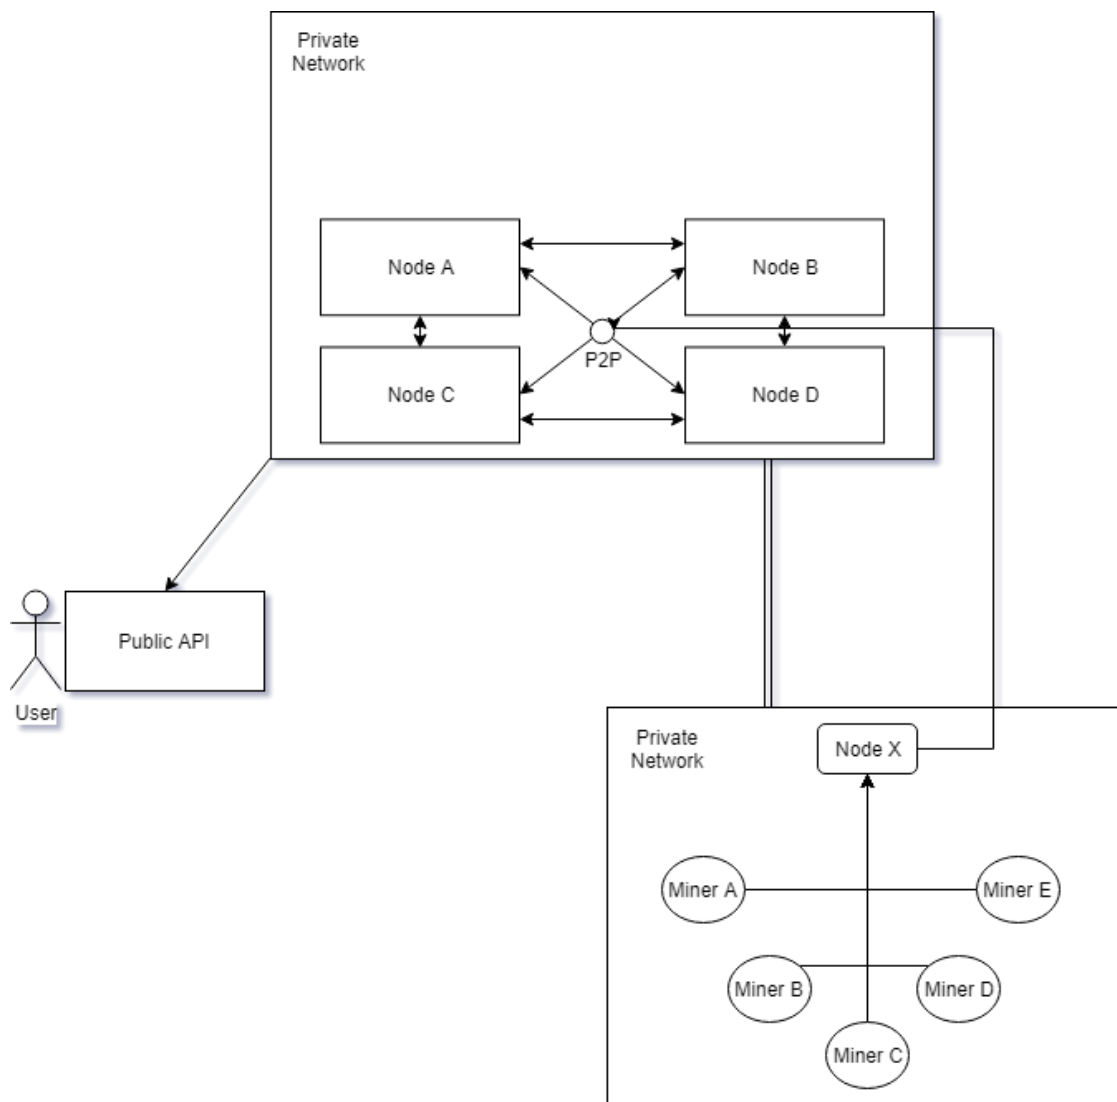 Private
Network
Node A
Node B
P2P
Node C
Node D
Public API
User
Private
Network
Node X
Miner A
Miner E
Miner B
Miner D
Miner C